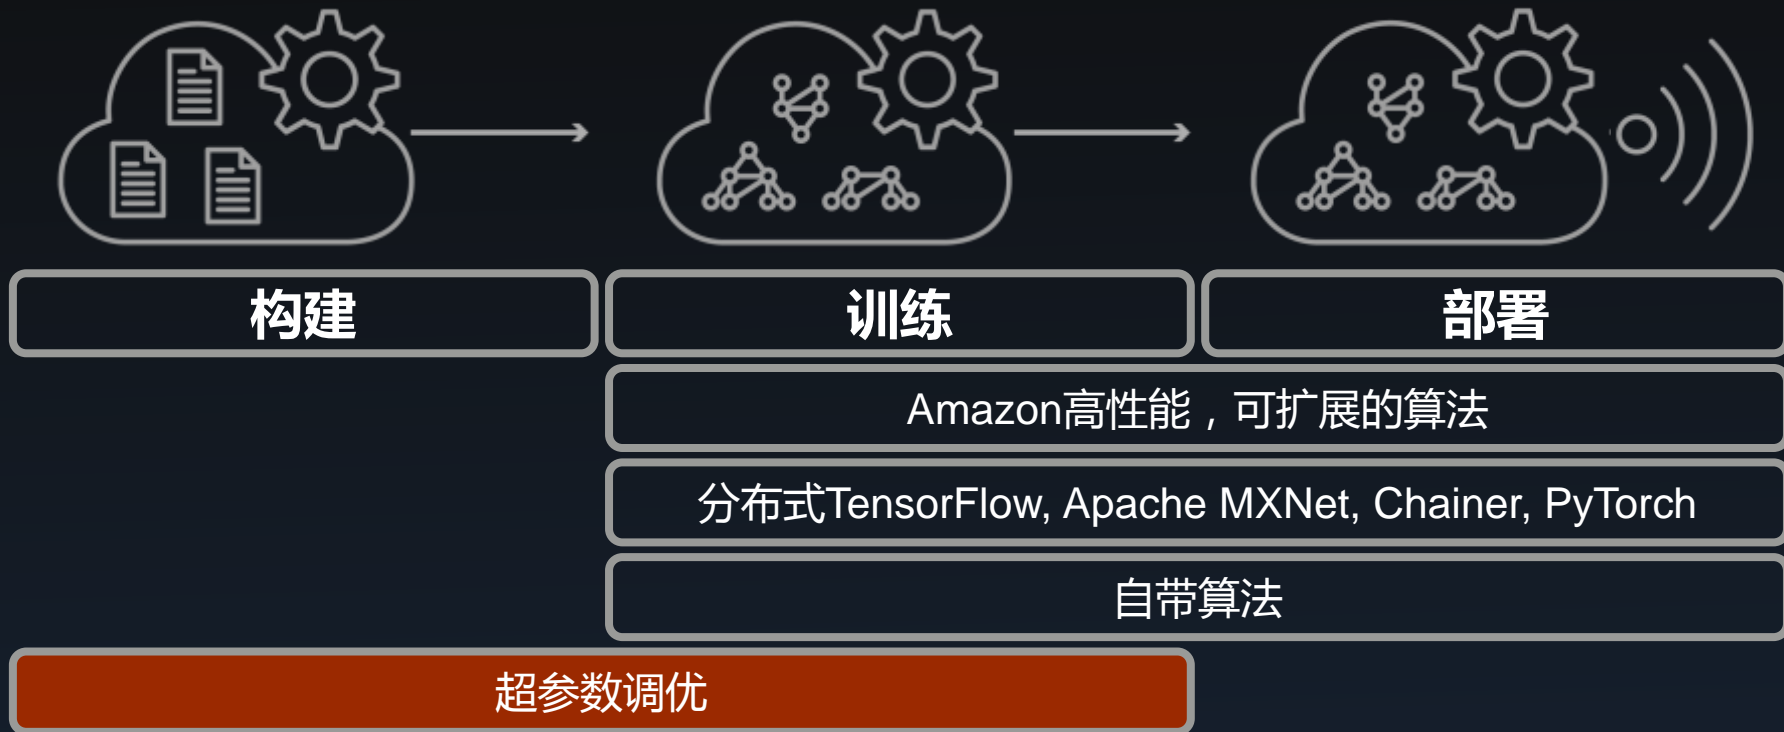 构建
训练
部署
Amazon高性能，可扩展的算法
分布式TensorFlow, Apache MXNet, Chainer, PyTorch
自带算法
超参数调优